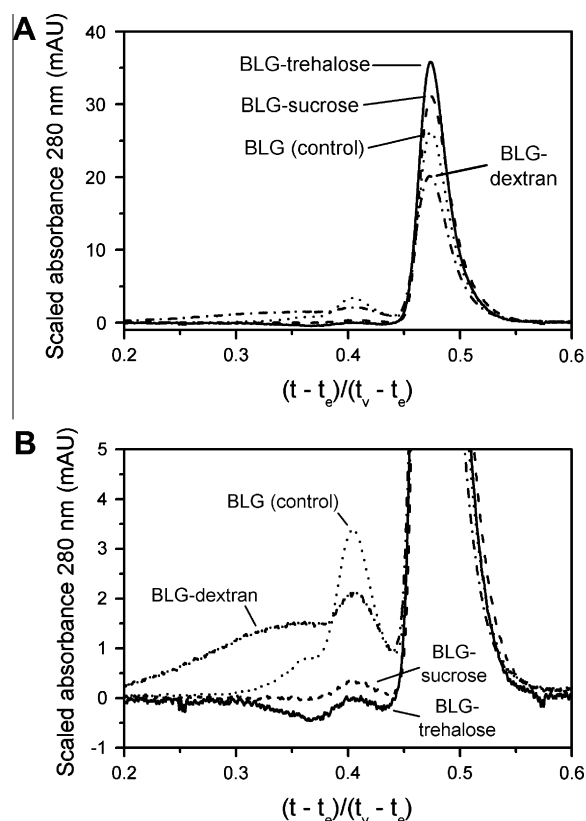 A
Scaled absorbance 280 nm (mAU)
40
30
20
10
0
BLG-trehalose
BLG-sucrose
BLG (control)
BLG-
dextran
0.2 0.3 0.4 0.5 0.6
(t - te)/(tv - te)
B
Scaled absorbance 280 nm (mAU)
5
4
3
2
1
0
-1
BLG (control)
BLG-dextran
BLG-
sucrose
BLG-
trehalose
0.2 0.3 0.4 0.5 0.6
(t - te)/(tv - te)